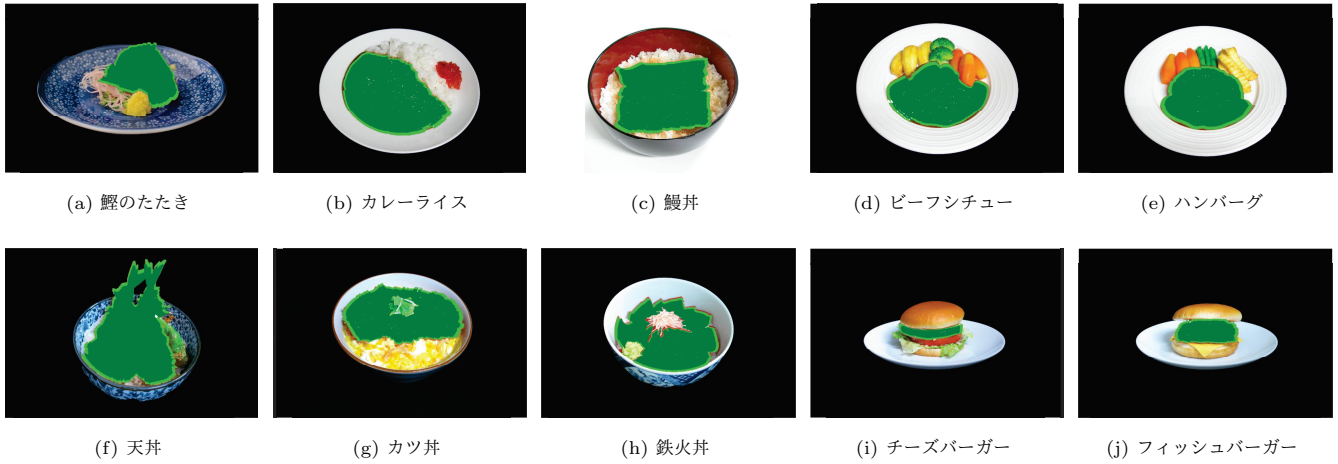 (a) 鰹のたたき
(b) カレーライス
(c) 鰻丼
(d) ビーフシチュー
(e) ハンバーグ
(f) 天丼
(g) カツ丼
(h) 鉄火丼
(i) チーズバーガー
(j) フィッシュバーガー